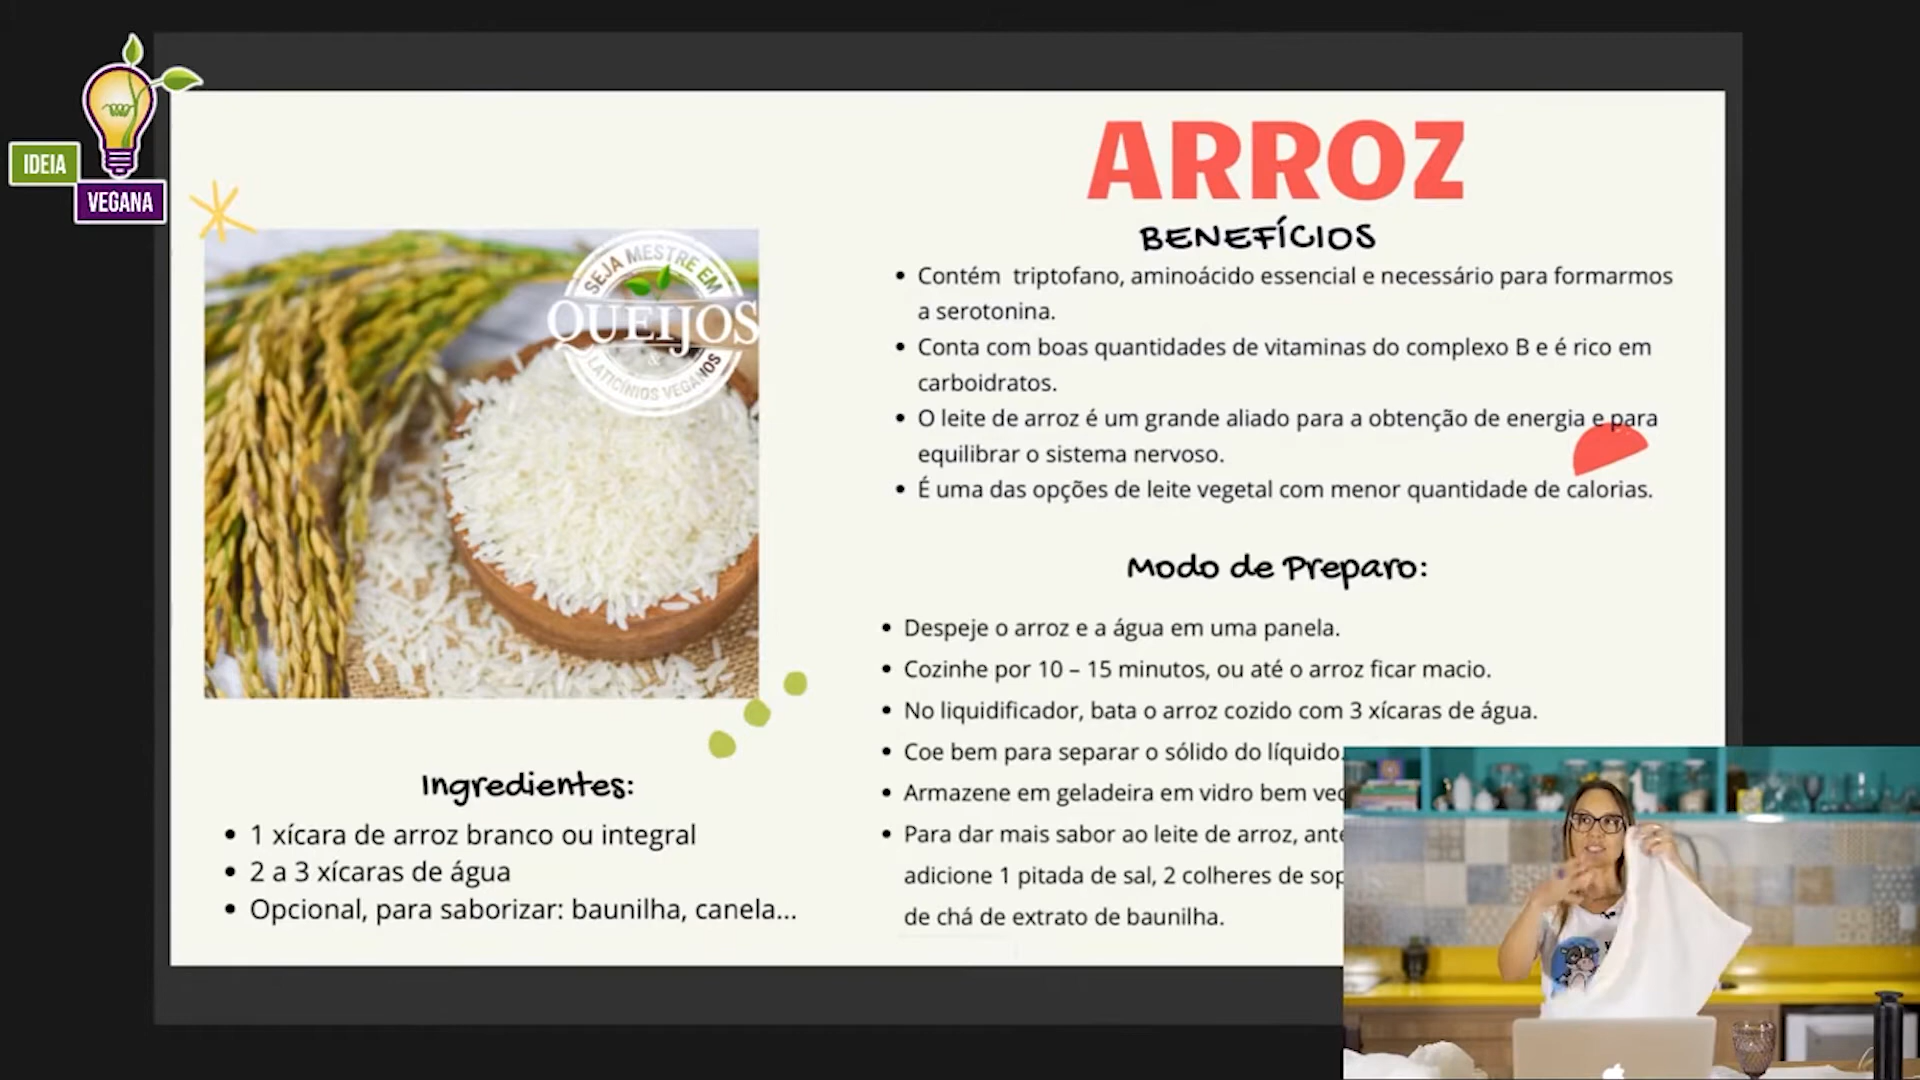 IDEIA
VEGANA
SEJA MESTRE EM
QUEIJOS
&
LATICÍNIOS VEGANOS
Ingredientes:
• 1 xícara de arroz branco ou integral
• 2 a 3 xícaras de água
• Opcional, para saborizar: baunilha, canela...
ARROZ
BENEFÍCIOS
• Contém triptofano, aminoácido essencial e necessário para formarmos
a serotonina.
• Conta com boas quantidades de vitaminas do complexo B e é rico em
carboidratos.
• O leite de arroz é um grande aliado para a obtenção de energia e para
equilibrar o sistema nervoso.
• É uma das opções de leite vegetal com menor quantidade de calorias.
Modo de Preparo:
• Despeje o arroz e a água em uma panela.
• Cozinhe por 10 – 15 minutos, ou até o arroz ficar macio.
• No liquidificador, bata o arroz cozido com 3 xícaras de água.
• Coe bem para separar o sólido do líquido.
• Armazene em geladeira em vidro bem
• Para dar mais sabor ao leite de arroz,
adicione 1 pitada de sal, 2 colheres de
de chá de extrato de baunilha.